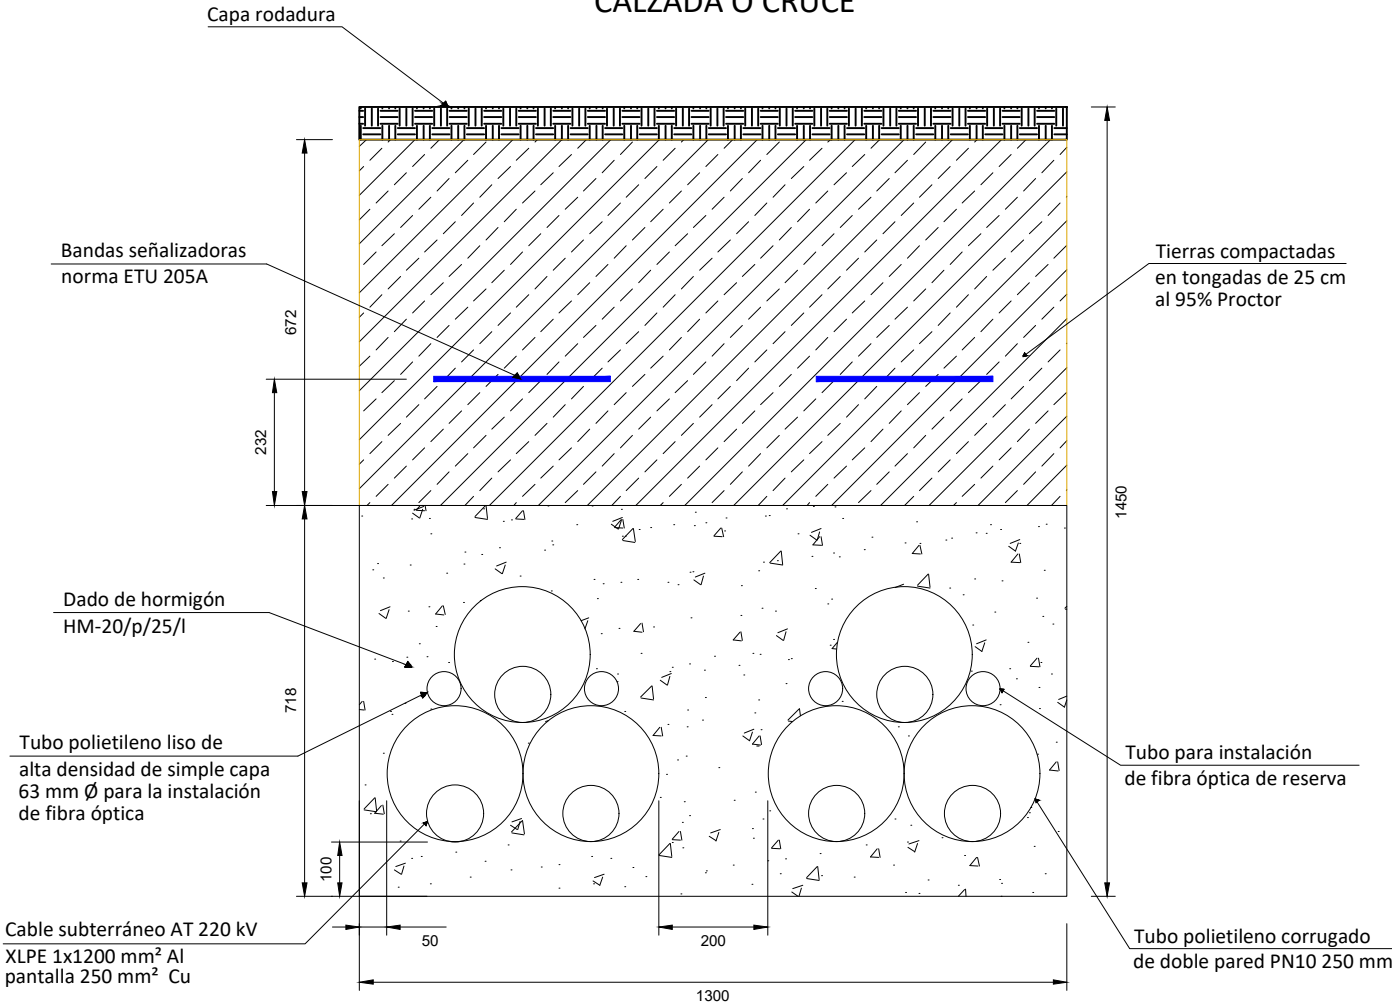 CALZADA O CRUCE
Capa rodadura
Bandas señalizadoras
norma ETU 205A
Tierras compactadas
en tongadas de 25 cm
al 95% Proctor
672
232
1450
Dado de hormigón
HM-20/p/25/l
718
Tubo polietileno liso de
alta densidad de simple capa
63 mm Ø para la instalación
de fibra óptica
Tubo para instalación
de fibra óptica de reserva
100
Cable subterráneo AT 220 kV
XLPE 1x1200 mm² Al
pantalla 250 mm² Cu
50
200
Tubo polietileno corrugado
de doble pared PN10 250 mm
1300